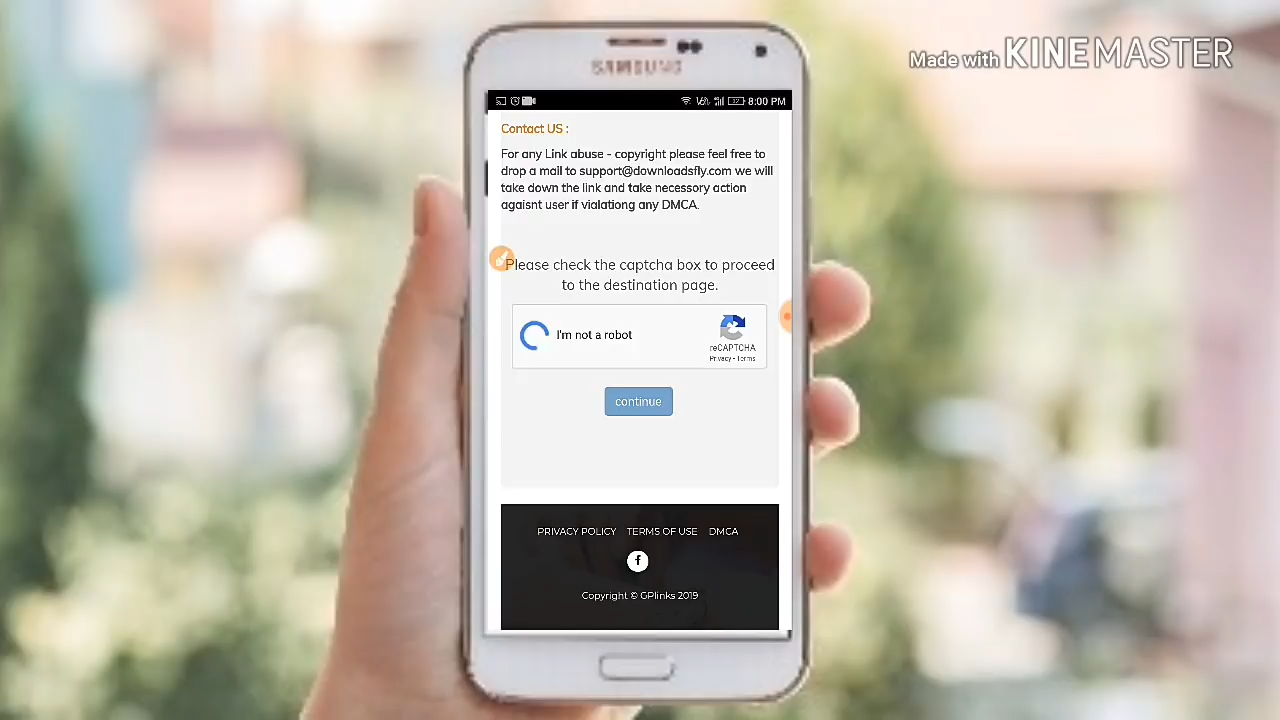 Made with KINEMASTER
SAMSUNG
8:00 PM
Contact US :
For any Link abuse - copyright please feel free to
drop a mail to support@downloadsfly.com we will
take down the link and take necessary action
agaisnt user if vialationg any DMCA.
Please check the captcha box to proceed
to the destination page.
I'm not a robot
reCAPTCHA
Privacy - Terms
continue
PRIVACY POLICY TERMS OF USE DMCA
f
Copyright © GPlinks 2019